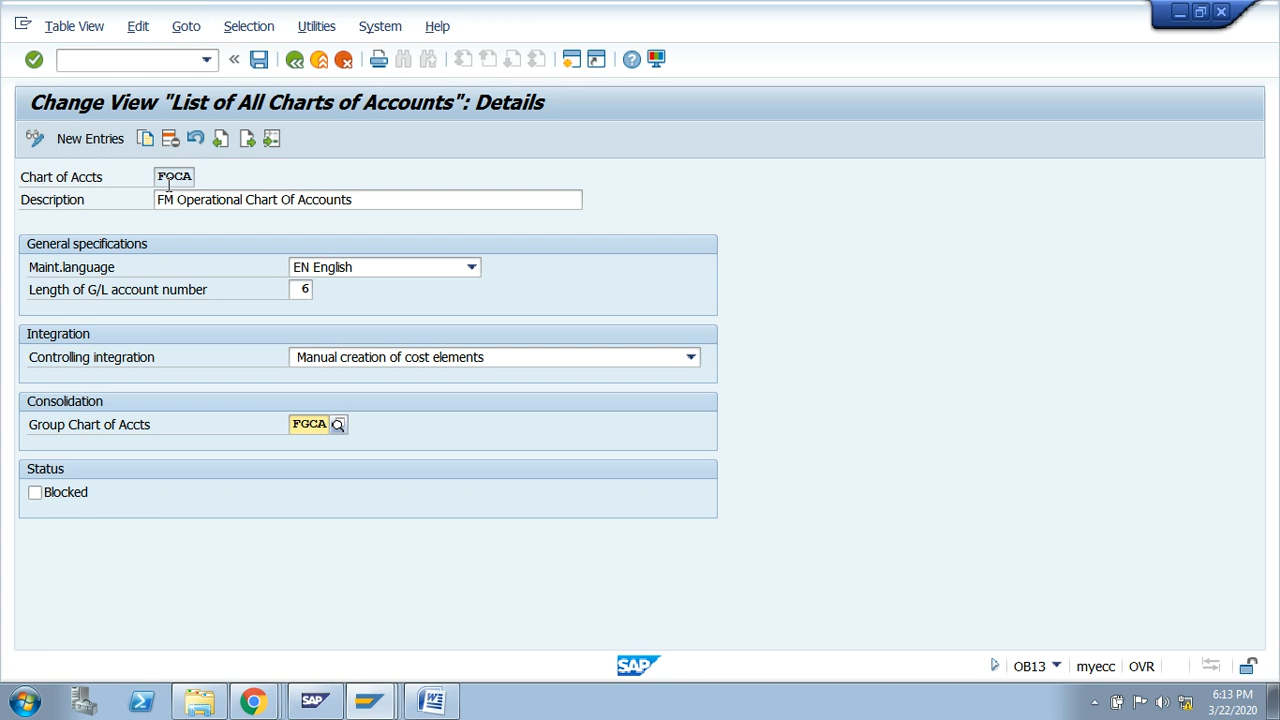 Table View Edit Goto Selection Utilities System Help
Change View "List of All Charts of Accounts": Details
New Entries
Chart of Accts FOCA
Description FM Operational Chart Of Accounts
General specifications
Maint.language EN English
Length of G/L account number 6
Integration
Controlling integration Manual creation of cost elements
Consolidation
Group Chart of Accts FGCA
Status
Blocked
SAP OB13 myecc OVR
SAP
6:13 PM
3/22/2020